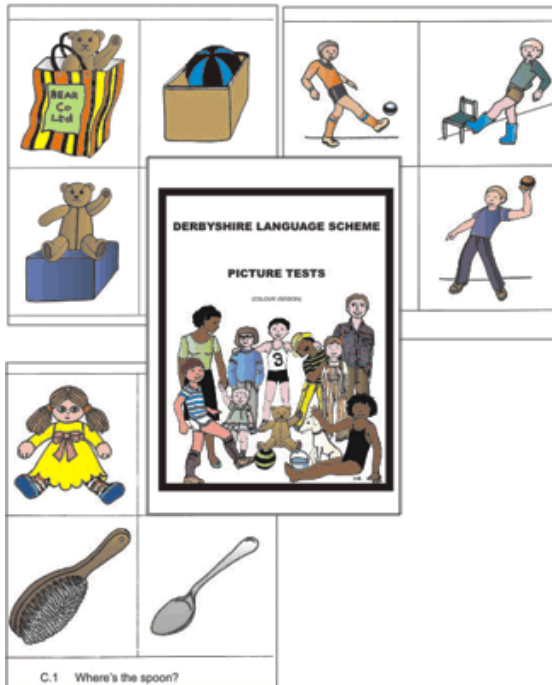 BEAR
Co
Ltd
DERBYSHIRE LANGUAGE SCHEME
PICTURE TESTS
(COLOUR VERSION)
3
C.1 Where's the spoon?